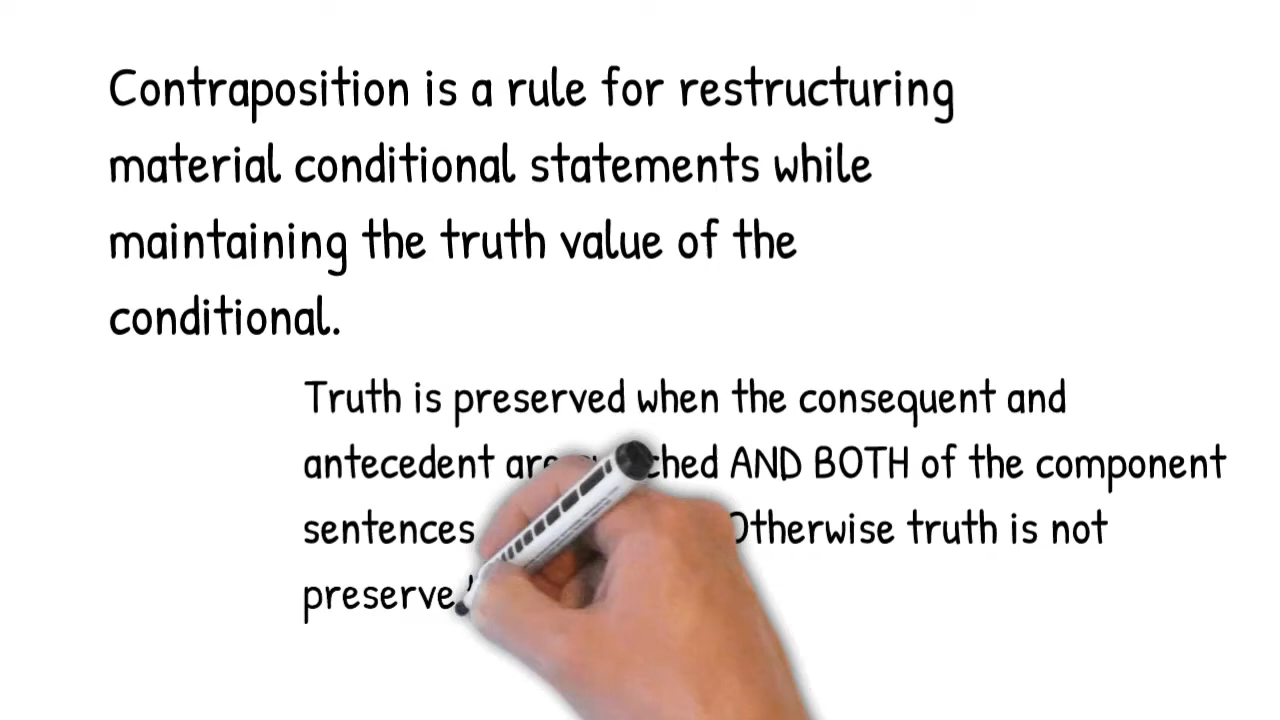 Contraposition is a rule for restructuring
material conditional statements while
maintaining the truth value of the
conditional.
Truth is preserved when the consequent and
antecedent are ched AND BOTH of the component
sentences Otherwise truth is not
preserve